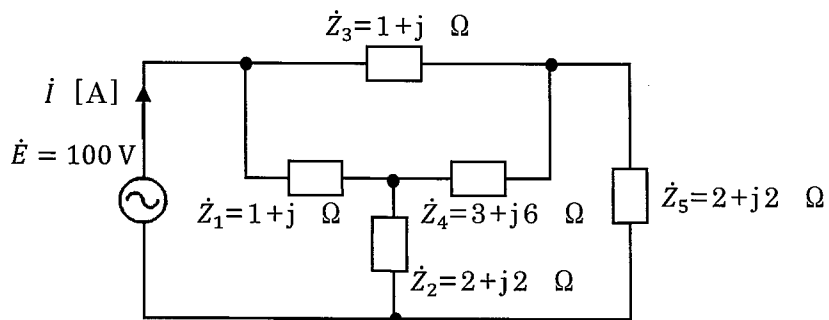 Ż₃=1+j Ω
İ [A]
Ė = 100 V
Ż₁=1+j Ω
Ż₄=3+j6 Ω
Ż₅=2+j2 Ω
Ż₂=2+j2 Ω